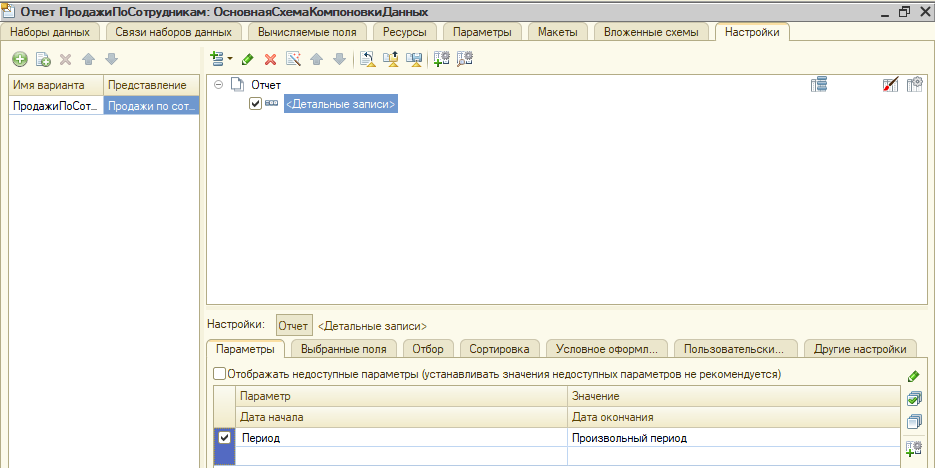 Отчет ПродажиПоСотрудникам: ОсновнаяСхемаКомпоновкиДанных
Наборы данных Связи наборов данных Вычисляемые поля Ресурсы Параметры Макеты Вложенные схемы Настройки
Имя варианта Представление
ПродажиПоСот... Продажи по сот...
Отчет
<Детальные записи>
Настройки: Отчет <Детальные записи>
Параметры Выбранные поля Отбор Сортировка Условное оформл... Пользовательски... Другие настройки
Отображать недоступные параметры (устанавливать значения недоступных параметров не рекомендуется)
Параметр Значение
Дата начала Дата окончания
Период Произвольный период